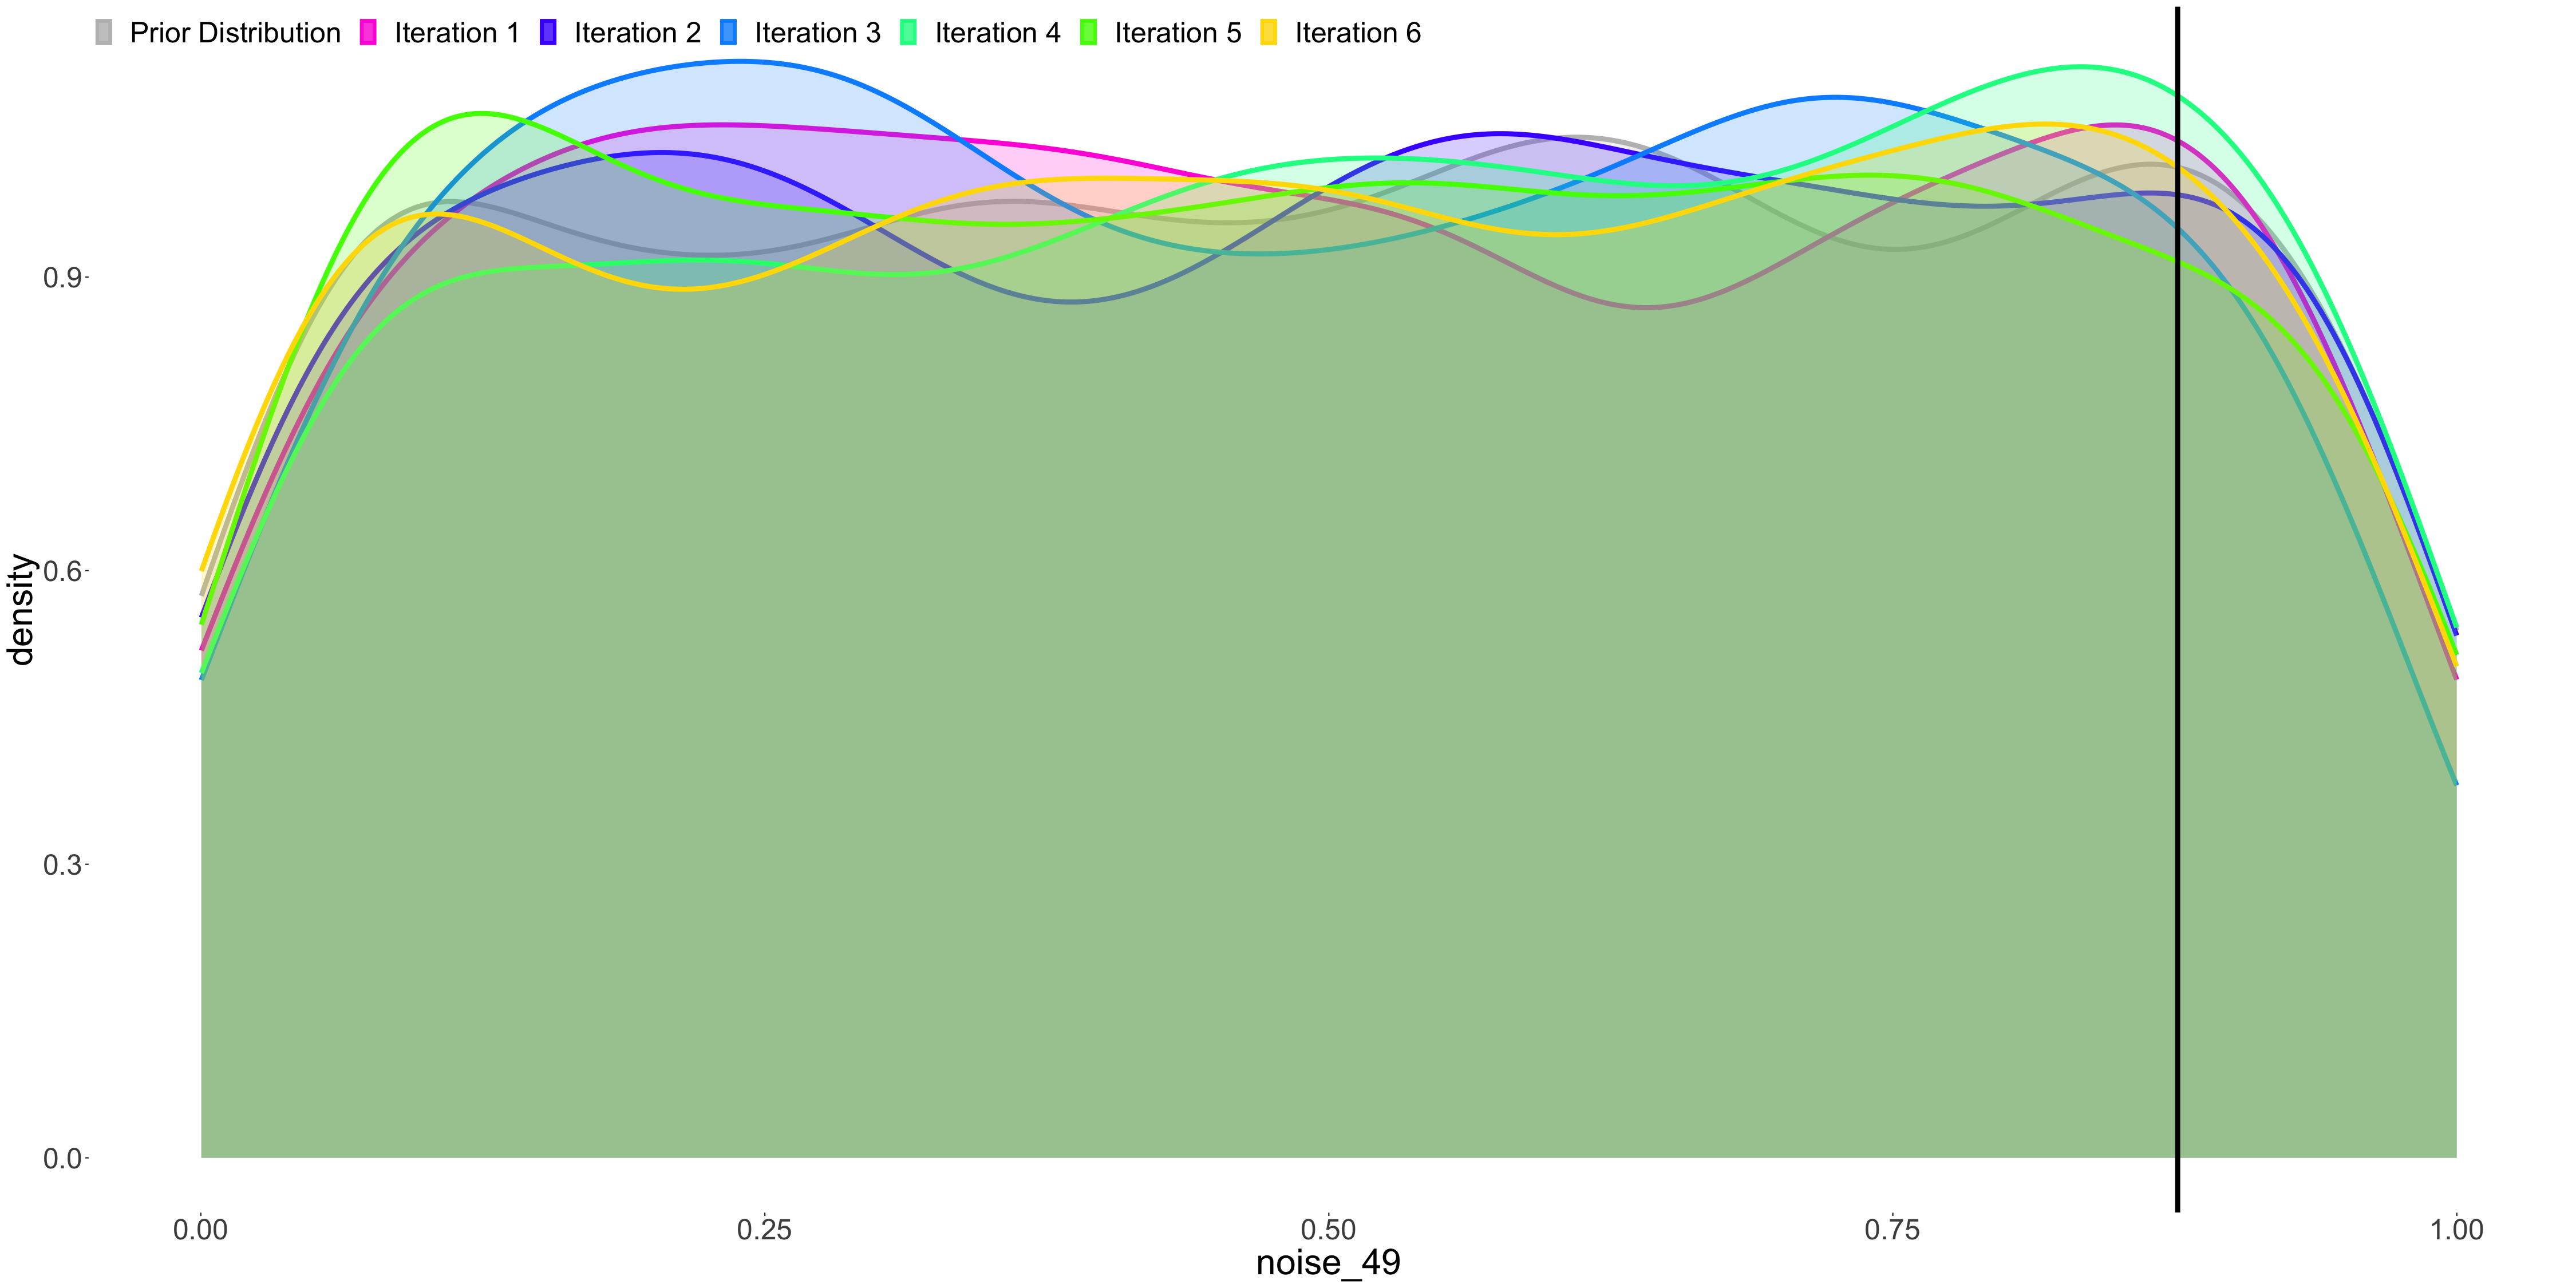 Prior Distribution Iteration 1 Iteration 2 Iteration 3 Iteration 4 Iteration 5 Iteration 6
0.9
0.6
density
0.3
0.0
0.00 0.25 0.50 0.75 1.00
noise_49